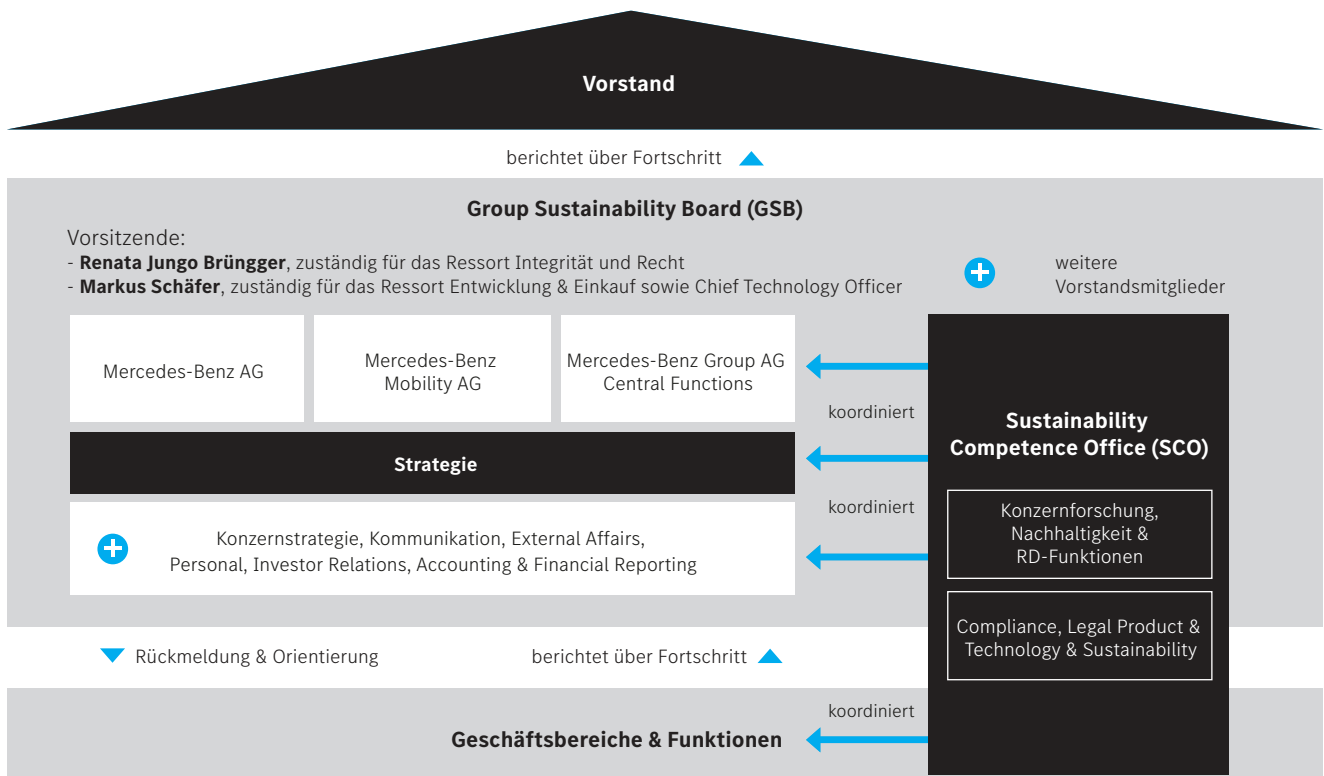 Vorstand
berichtet über Fortschritt
Group Sustainability Board (GSB)
Vorsitzende:
- Renata Jungo Brüngger, zuständig für das Ressort Integrität und Recht
- Markus Schäfer, zuständig für das Ressort Entwicklung & Einkauf sowie Chief Technology Officer
weitere
Vorstandsmitglieder
Mercedes-Benz AG
Mercedes-Benz
Mobility AG
Mercedes-Benz Group AG
Central Functions
koordiniert
Strategie
koordiniert
Konzernstrategie, Kommunikation, External Affairs,
Personal, Investor Relations, Accounting & Financial Reporting
Sustainability
Competence Office (SCO)
Konzernforschung,
Nachhaltigkeit &
RD-Funktionen
Compliance, Legal Product &
Technology & Sustainability
Rückmeldung & Orientierung
berichtet über Fortschritt
koordiniert
Geschäftsbereiche & Funktionen